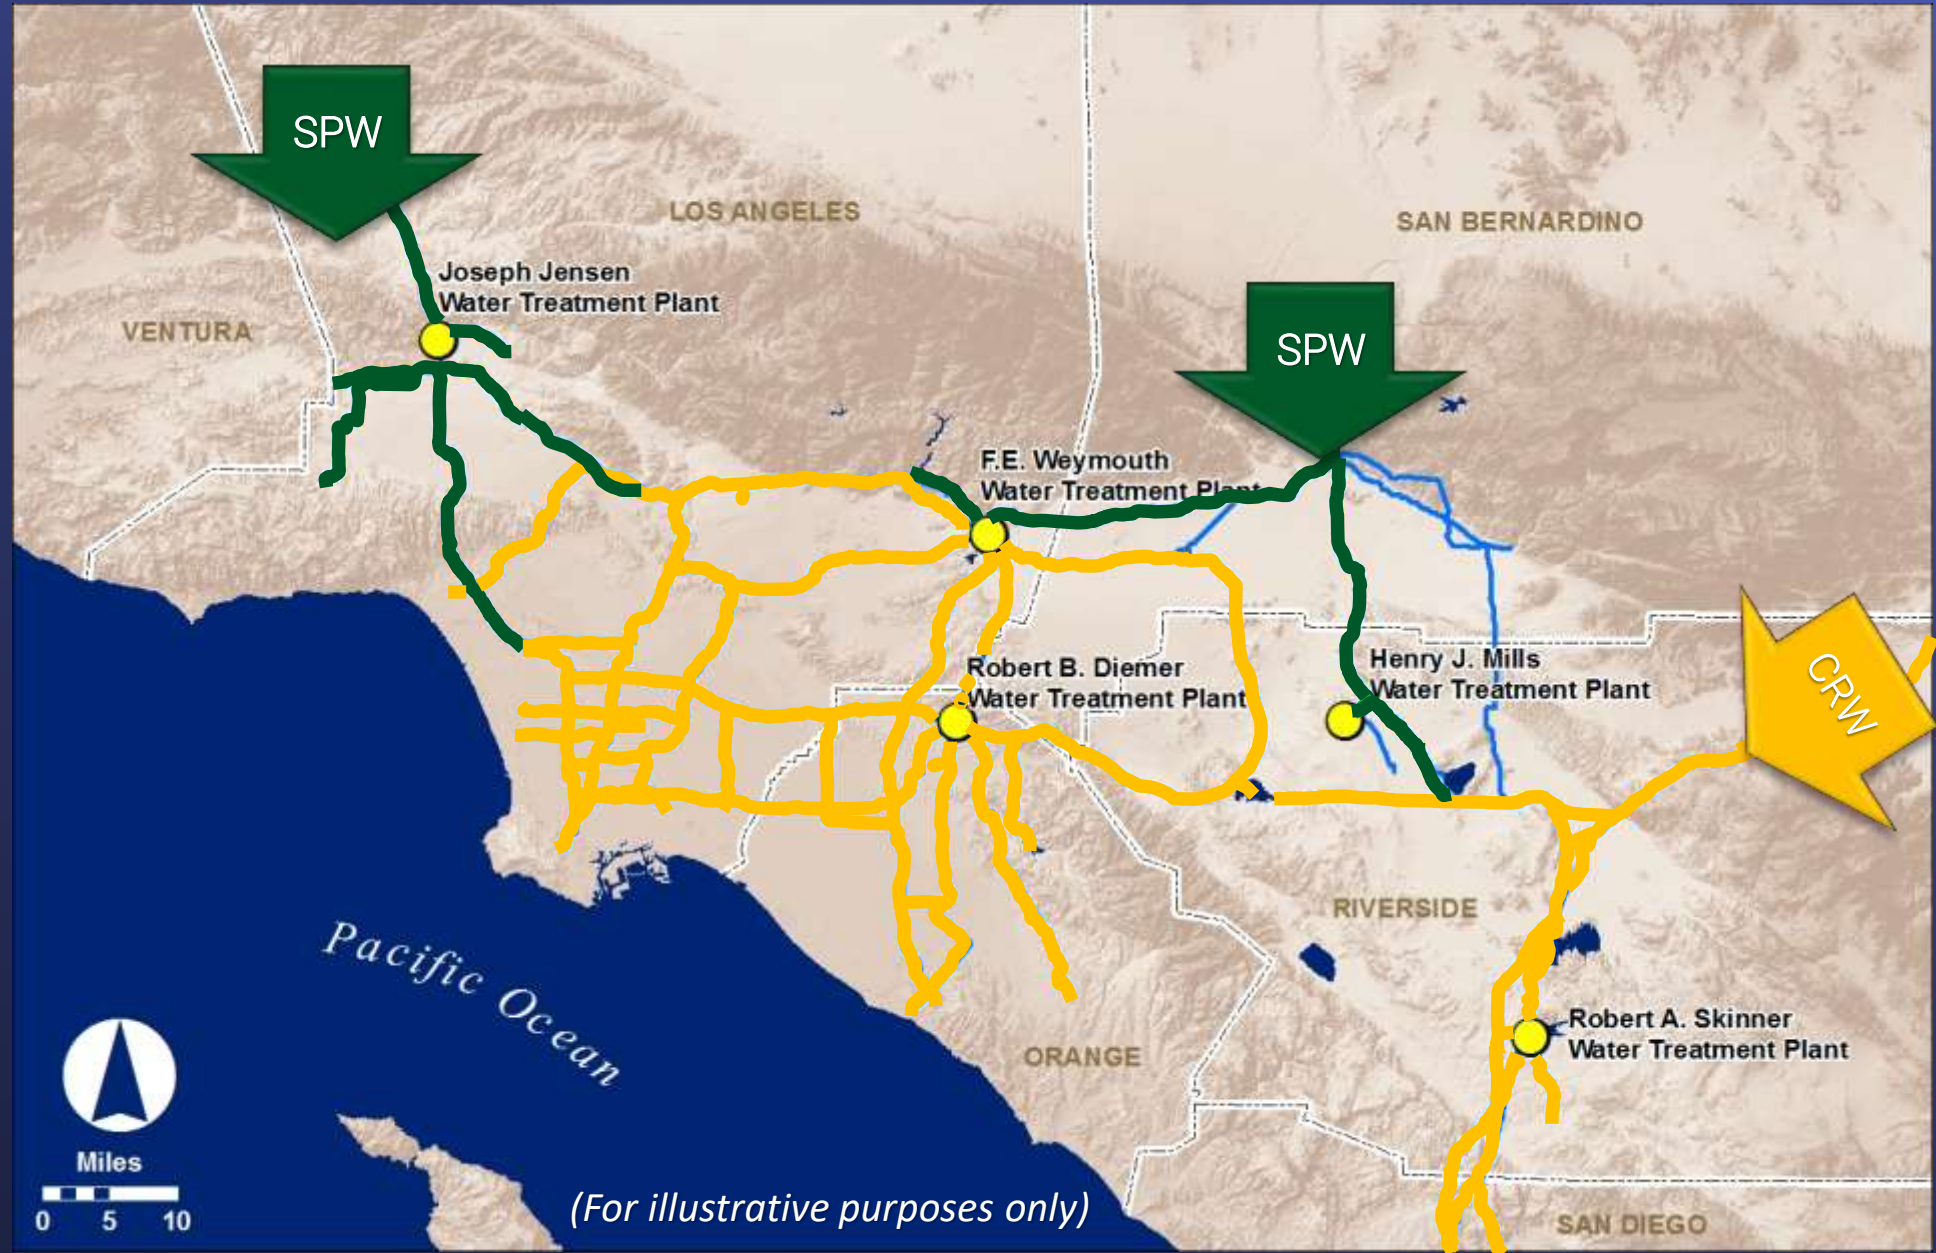 SPW
LOS ANGELES
SAN BERNARDINO
Joseph Jensen
Water Treatment Plant
VENTURA
SPW
F.E. Weymouth
Water Treatment Plant
Robert B. Diemer
Water Treatment Plant
Henry J. Mills
Water Treatment Plant
CRW
RIVERSIDE
Pacific Ocean
Robert A. Skinner
Water Treatment Plant
ORANGE
Miles
0 5 10
(For illustrative purposes only)
SAN DIEGO